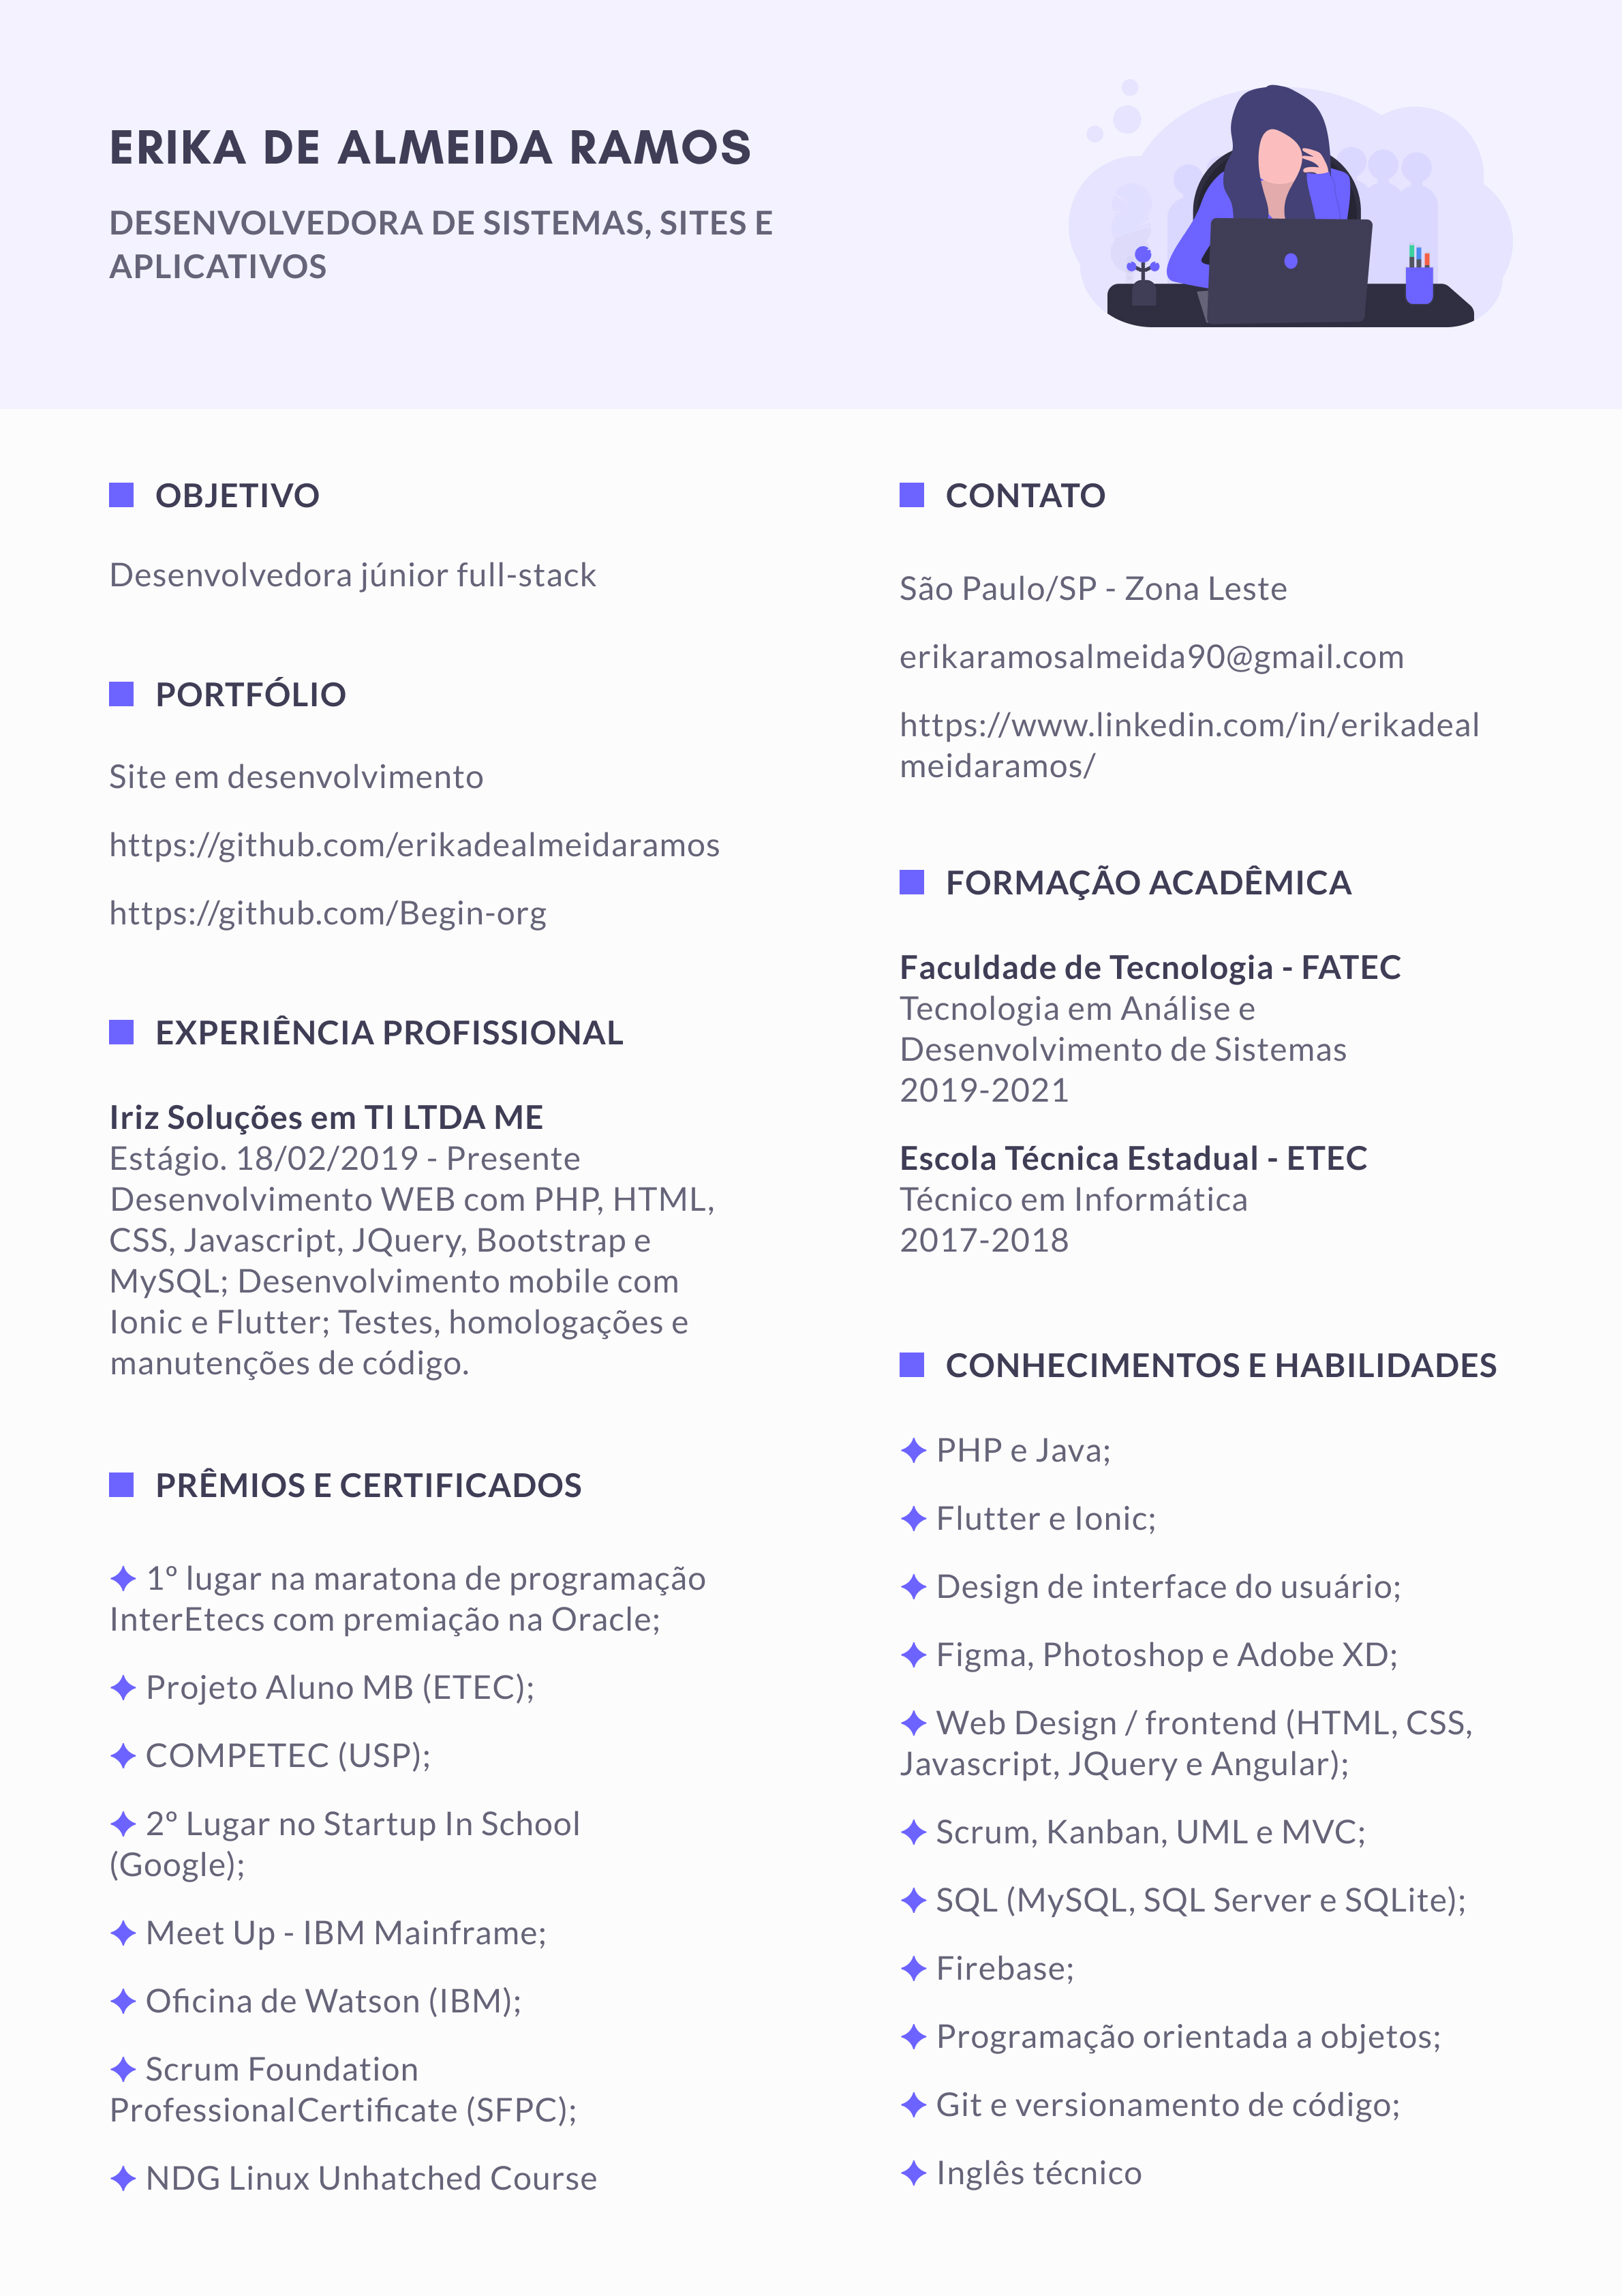 ERIKA DE ALMEIDA RAMOS
DESENVOLVEDORA DE SISTEMAS, SITES E
APLICATIVOS
OBJETIVO
Desenvolvedora júnior full-stack
PORTFÓLIO
Site em desenvolvimento
https://github.com/erikadealmeidaramos
https://github.com/Begin-org
EXPERIÊNCIA PROFISSIONAL
Iriz Soluções em TI LTDA ME
Estágio. 18/02/2019 - Presente
Desenvolvimento WEB com PHP, HTML,
CSS, Javascript, JQuery, Bootstrap e
MySQL; Desenvolvimento mobile com
Ionic e Flutter; Testes, homologações e
manutenções de código.
PRÊMIOS E CERTIFICADOS
✦ 1º lugar na maratona de programação
InterEtecs com premiação na Oracle;
✦ Projeto Aluno MB (ETEC);
✦ COMPETEC (USP);
✦ 2º Lugar no Startup In School
(Google);
✦ Meet Up - IBM Mainframe;
✦ Oficina de Watson (IBM);
✦ Scrum Foundation
ProfessionalCertificate (SFPC);
✦ NDG Linux Unhatched Course
CONTATO
São Paulo/SP - Zona Leste
erikaramosalmeida90@gmail.com
https://www.linkedin.com/in/erikadeal
meidaramos/
FORMAÇÃO ACADÊMICA
Faculdade de Tecnologia - FATEC
Tecnologia em Análise e
Desenvolvimento de Sistemas
2019-2021
Escola Técnica Estadual - ETEC
Técnico em Informática
2017-2018
CONHECIMENTOS E HABILIDADES
✦ PHP e Java;
✦ Flutter e Ionic;
✦ Design de interface do usuário;
✦ Figma, Photoshop e Adobe XD;
✦ Web Design / frontend (HTML, CSS,
Javascript, JQuery e Angular);
✦ Scrum, Kanban, UML e MVC;
✦ SQL (MySQL, SQL Server e SQLite);
✦ Firebase;
✦ Programação orientada a objetos;
✦ Git e versionamento de código;
✦ Inglês técnico